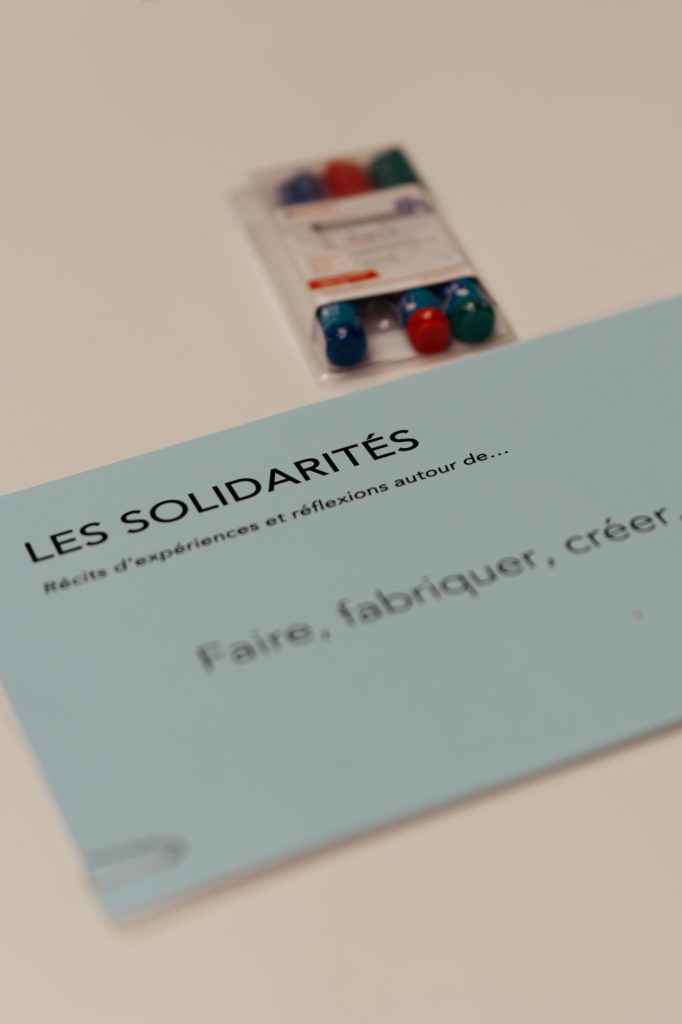 LES SOLIDARITÉS
Récits d'expériences et réflexions autour de...
Faire, fabriquer, créer